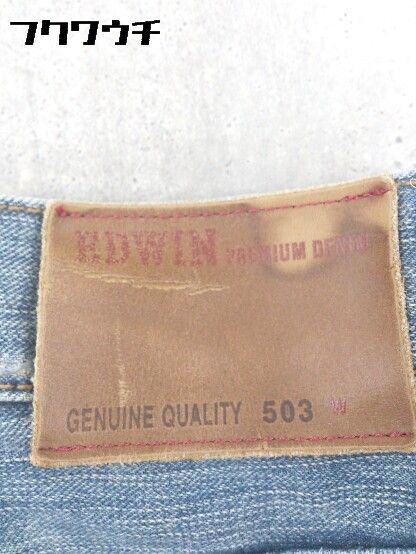 フクワウチ
EDWIN PREMIUM DENIM
GENUINE QUALITY 503 W